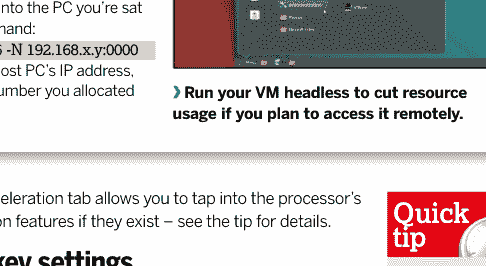 nto the PC you're sat
mand:
-N 192.168.x.y:0000
ost PC's IP address,
umber you allocated
❯ Run your VM headless to cut resource
usage if you plan to access it remotely.
eleration tab allows you to tap into the processor's
on features if they exist – see the tip for details.
key settings
Quick
tip